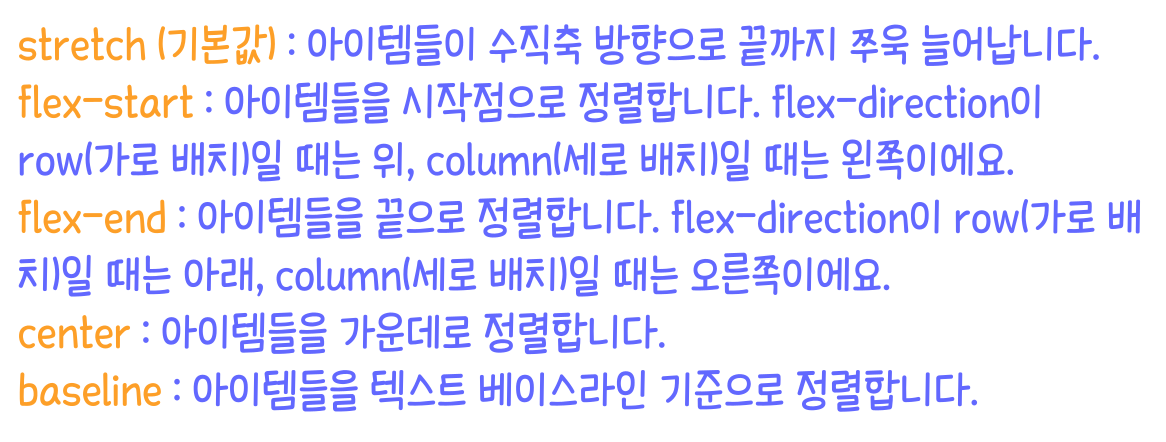 stretch (기본값) : 아이템들이 수직축 방향으로 끝까지 쭈욱 늘어납니다.
flex-start : 아이템들을 시작점으로 정렬합니다. flex-direction이
row(가로 배치)일 때는 위, column(세로 배치)일 때는 왼쪽이에요.
flex-end : 아이템들을 끝으로 정렬합니다. flex-direction이 row(가로 배
치)일 때는 아래, column(세로 배치)일 때는 오른쪽이에요.
center : 아이템들을 가운데로 정렬합니다.
baseline : 아이템들을 텍스트 베이스라인 기준으로 정렬합니다.